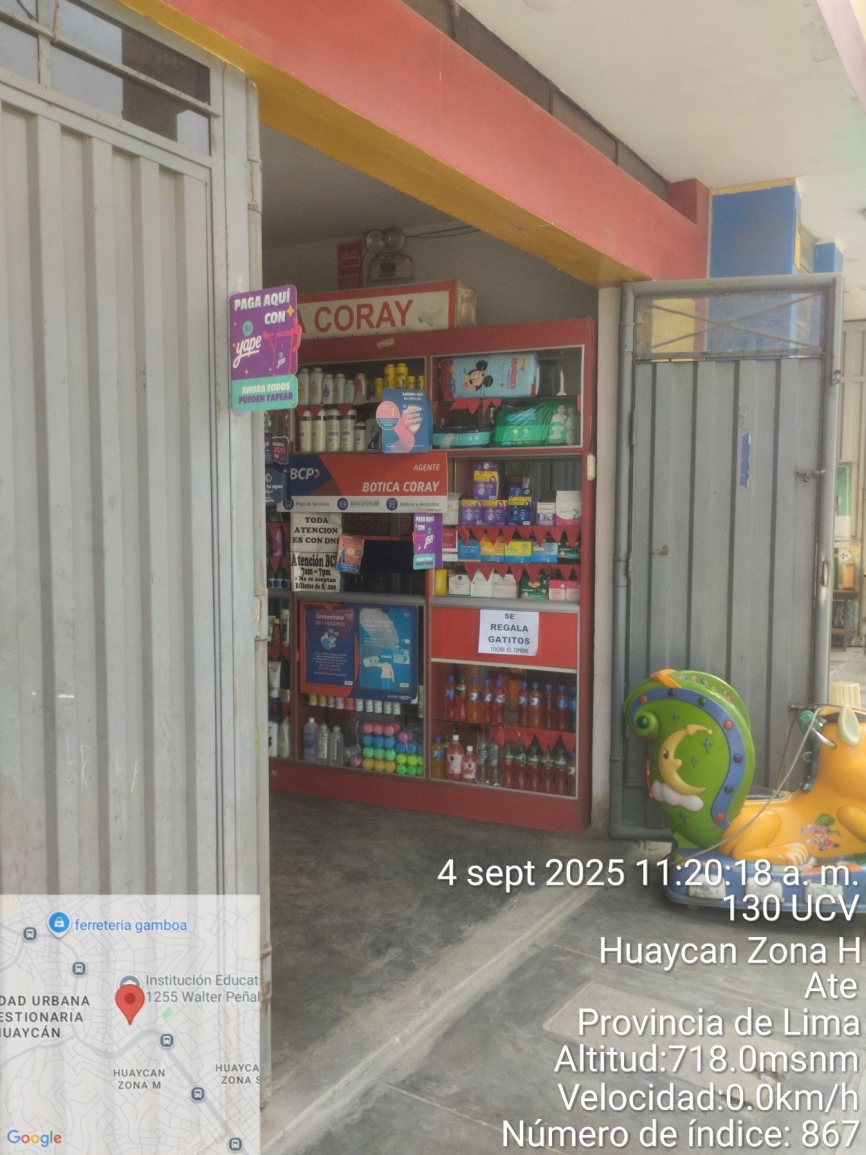 PAGA AQUÍ
CON
yape
AHORA TODOS
PUEDEN YAPEAR
A CORAY
HUGGIES
BCP
AGENTE
BOTICA CORAY
TODA
ATENCION
ES CON DNI
Atención BCP
7am - 7pm
SE
REGALA
GATITOS
TOCAR EL TIMBRE
BCP
4 sept 2025 11:20:18 a. m.
130 UCV
Huaycan Zona H
Ate
Provincia de Lima
Altitud:718.0msnm
Velocidad:0.0km/h
Número de índice: 867
ferreteria gamboa
Institución Educat
1255 Walter Peñal
DAD URBANA
ESTIONARIA
HUAYCÁN
HUAYCAN
ZONA M
HUAYCA
ZONA S
Google